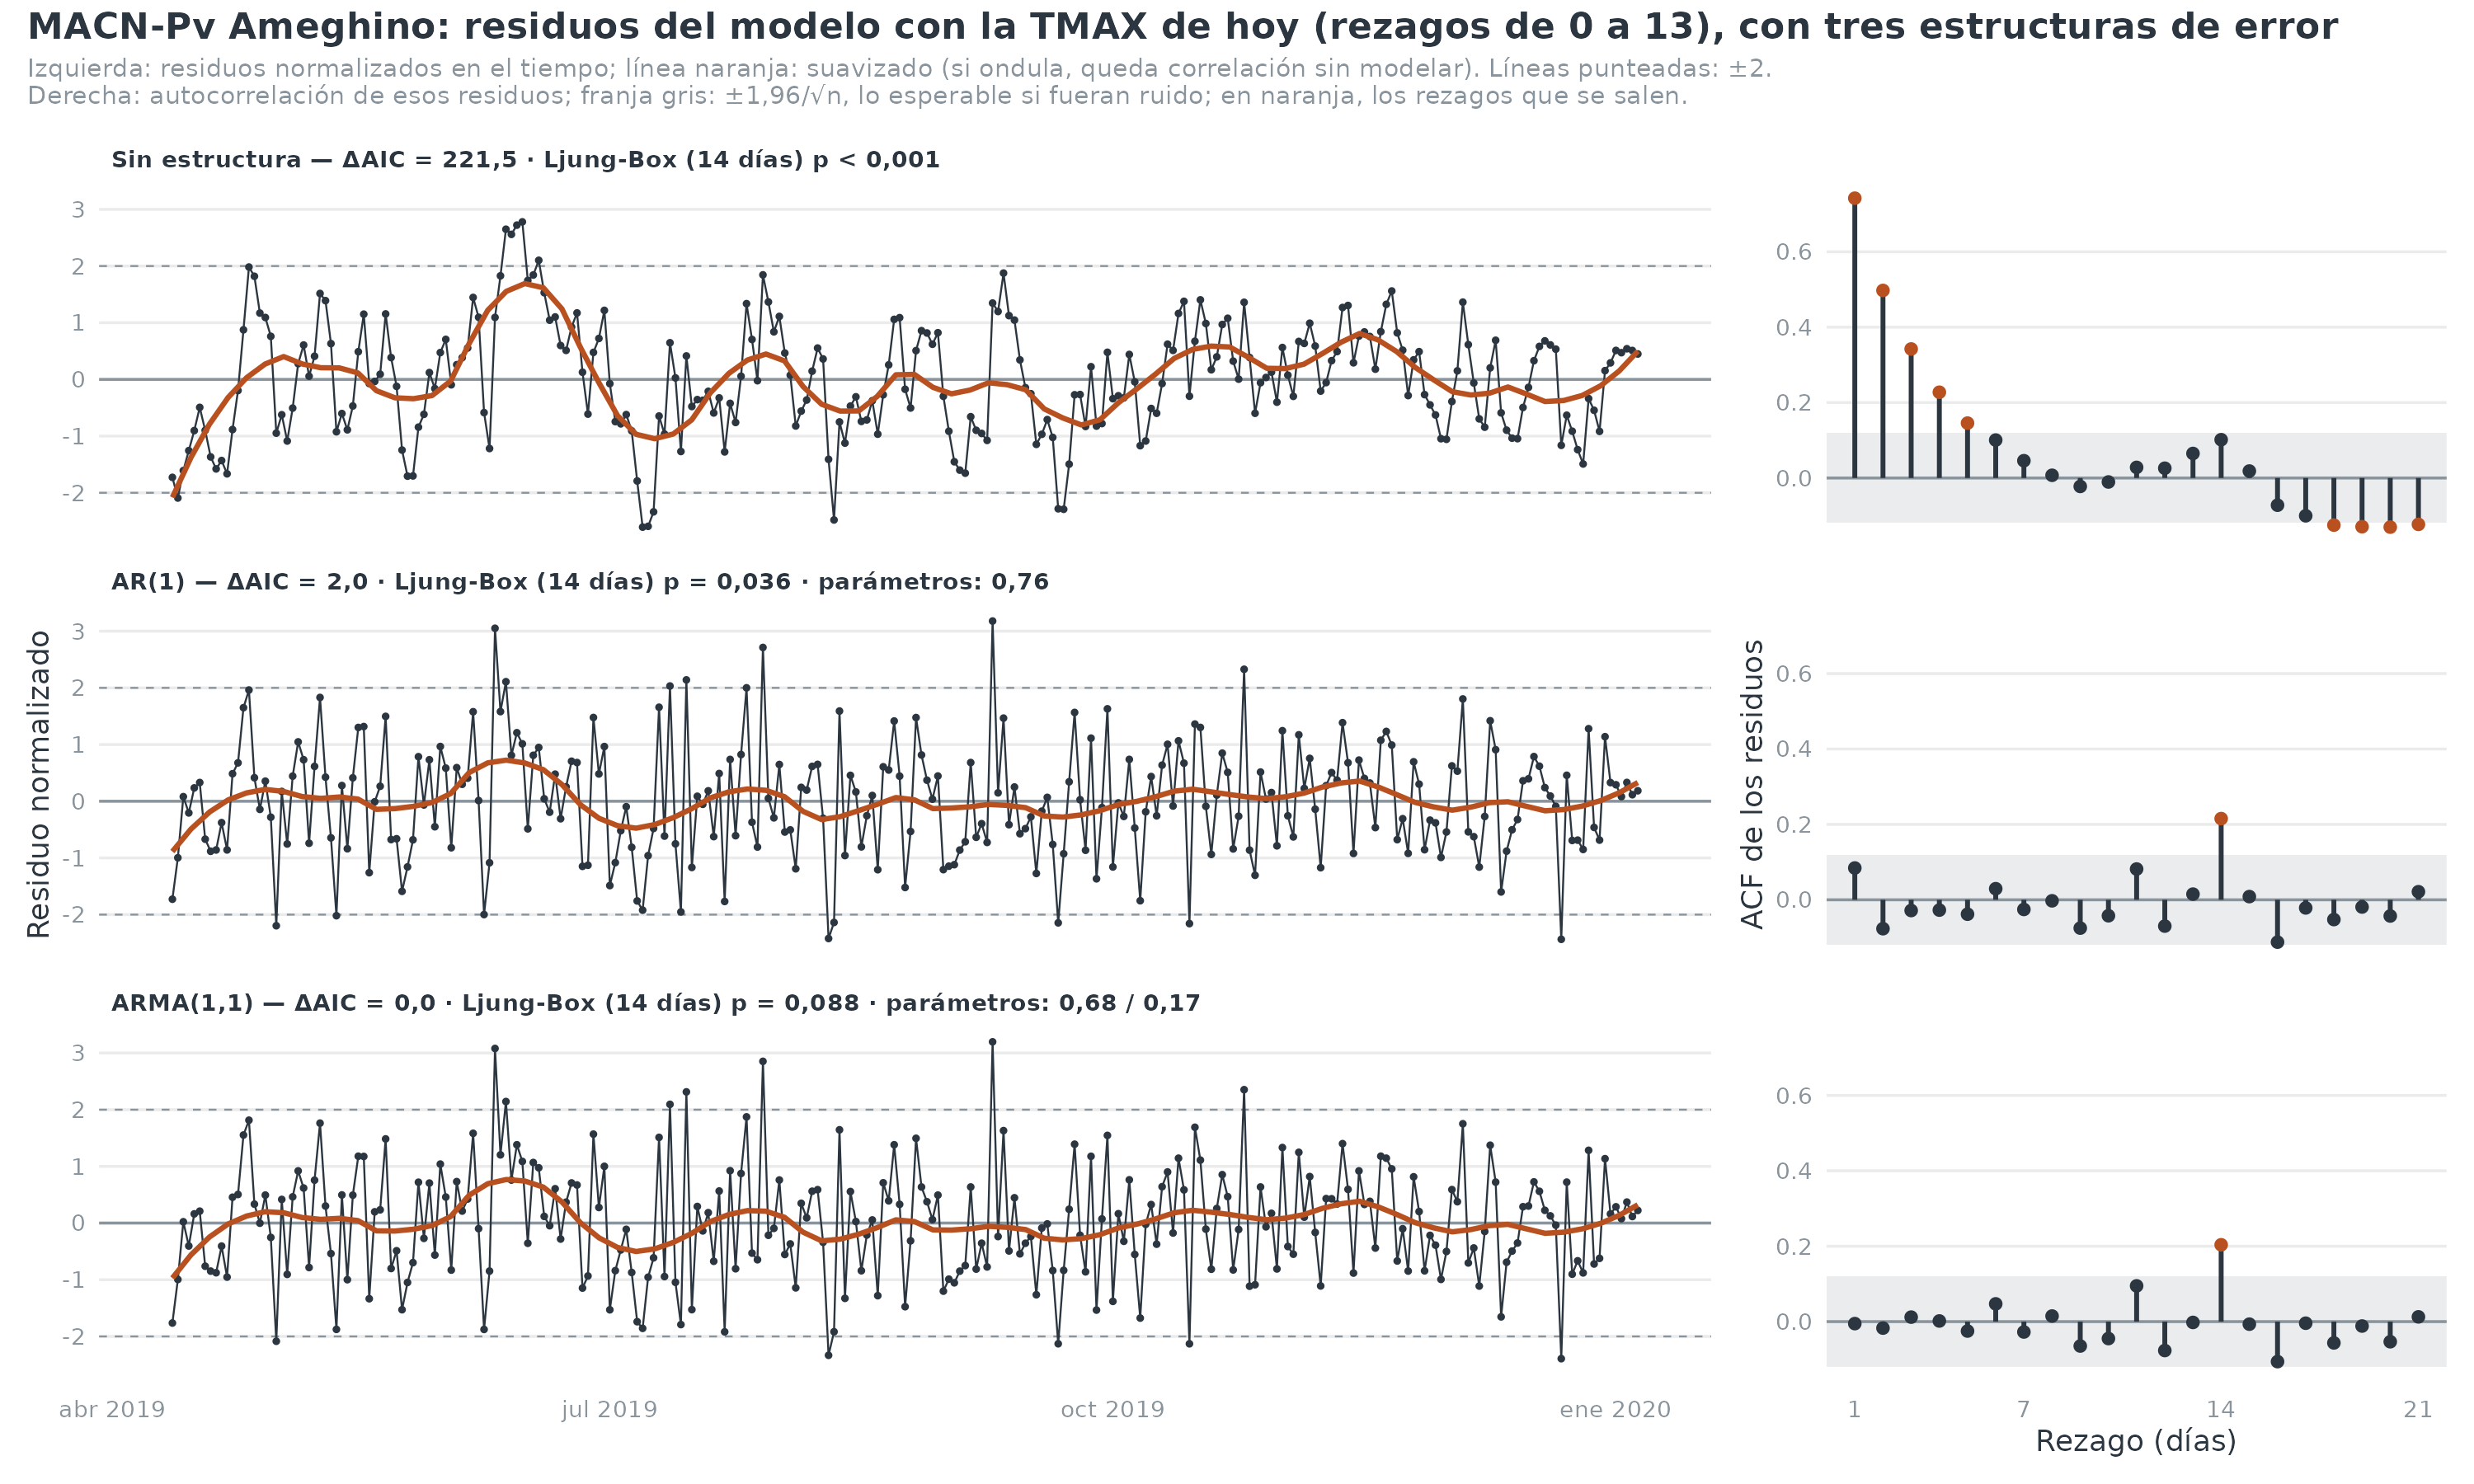 MACN-Pv Ameghino: residuos del modelo con la TMAX de hoy (rezagos de 0 a 13), con tres estructuras de error
Izquierda: residuos normalizados en el tiempo; línea naranja: suavizado (si ondula, queda correlación sin modelar). Líneas punteadas: ±2.
Derecha: autocorrelación de esos residuos; franja gris: ±1,96/√n, lo esperable si fueran ruido; en naranja, los rezagos que se salen.
Sin estructura — ΔAIC = 221,5 · Ljung-Box (14 días) p < 0,001
3
2
1
0
-1
-2
0.6
0.4
0.2
0.0
AR(1) — ΔAIC = 2,0 · Ljung-Box (14 días) p = 0,036 · parámetros: 0,76
Residuo normalizado
3
2
1
0
-1
-2
ACF de los residuos
0.6
0.4
0.2
0.0
ARMA(1,1) — ΔAIC = 0,0 · Ljung-Box (14 días) p = 0,088 · parámetros: 0,68 / 0,17
3
2
1
0
-1
-2
0.6
0.4
0.2
0.0
abr 2019
jul 2019
oct 2019
ene 2020
1
7
14
21
Rezago (días)